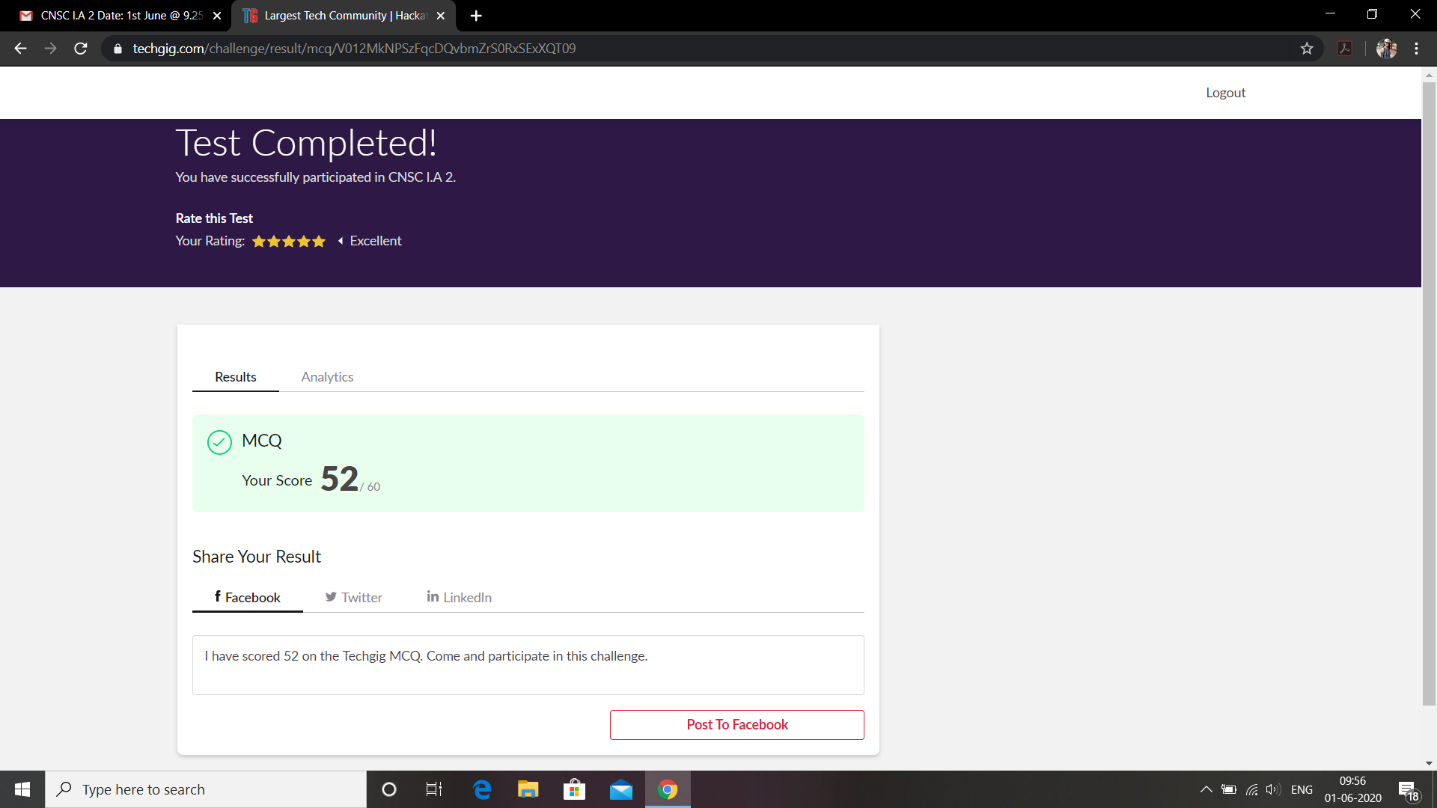 CNSC I.A 2 Date: 1st June @ 9.25
Largest Tech Community | Hacka
techgig.com/challenge/result/mcq/V012MkNPSzFqcDQvbmZrS0RxSExXQT09
Logout
Test Completed!
You have successfully participated in CNSC I.A 2.
Rate this Test
Your Rating: Excellent
Results Analytics
MCQ
Your Score 52 / 60
Share Your Result
Facebook Twitter LinkedIn
I have scored 52 on the Techgig MCQ. Come and participate in this challenge.
Post To Facebook
Type here to search
ENG
09:56
01-06-2020
18